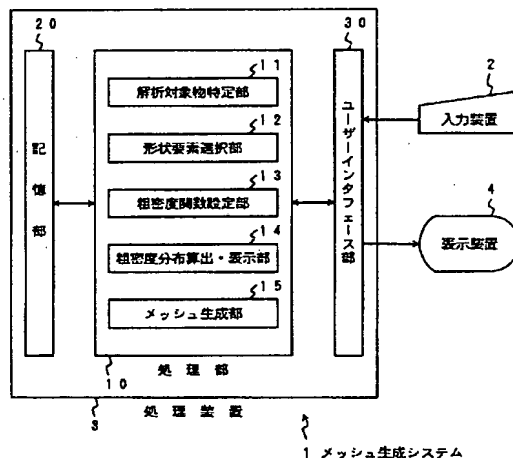 20
30
11
解析対象物特定部
2
入力装置
12
形状要素選択部
13
粗密度関数設定部
記憶部
ユーザーインタフェース部
14
粗密度分布算出・表示部
4
表示装置
15
メッシュ生成部
処理部
10
処理装置
3
1 メッシュ生成システム